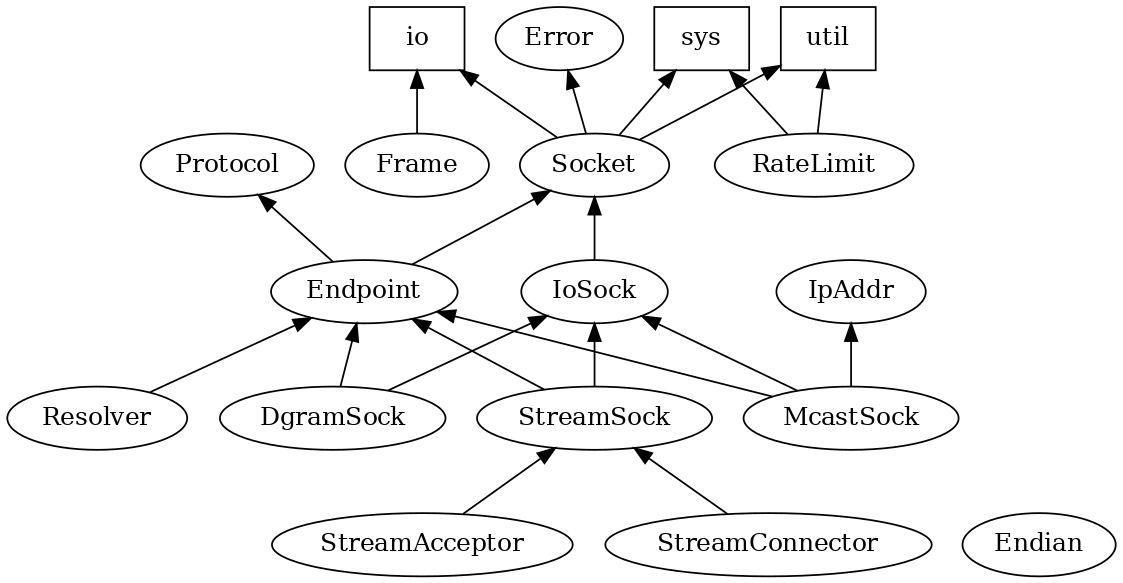 io
Error
sys
util
Protocol
Frame
Socket
RateLimit
Endpoint
IoSock
IpAddr
Resolver
DgramSock
StreamSock
McastSock
StreamAcceptor
StreamConnector
Endian